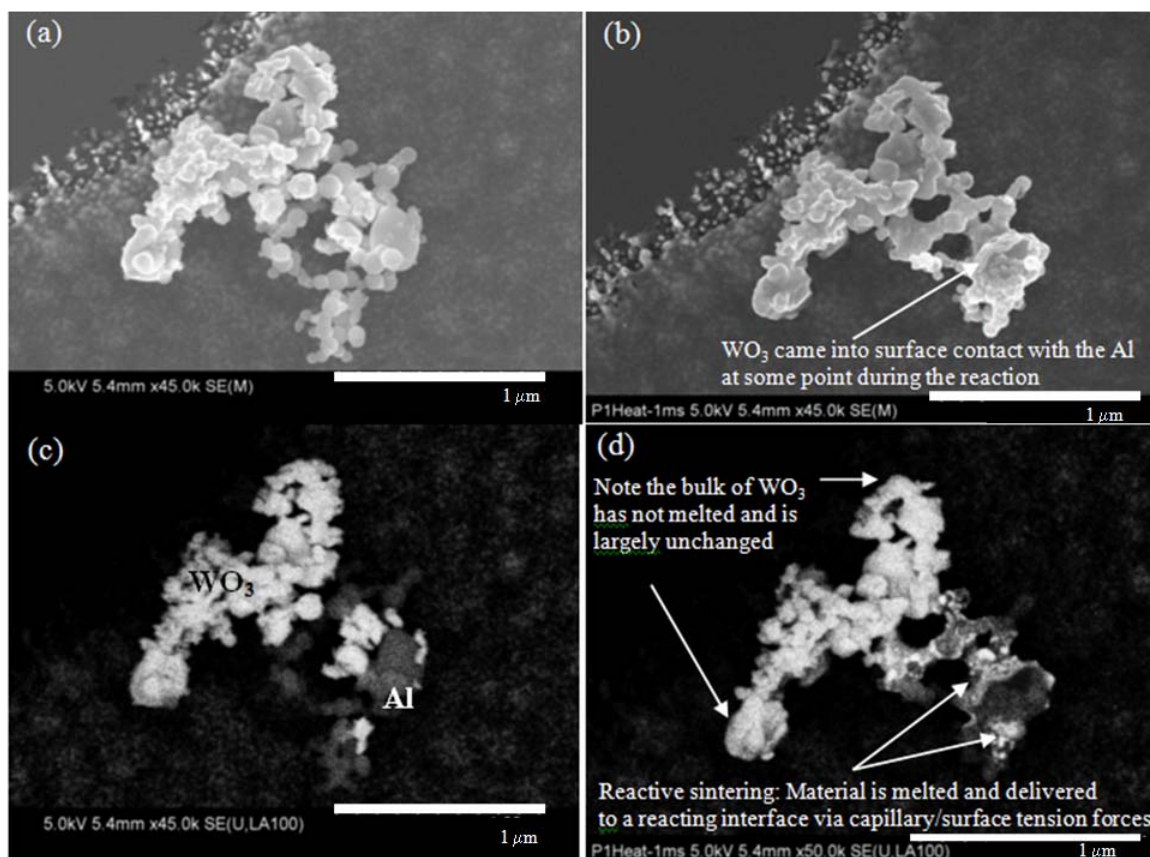 (a)
5.0kV 5.4mm x45.0k SE(M)
1 μm
(b)
WO₃ came into surface contact with the Al
at some point during the reaction
P1Heat-1ms 5.0kV 5.4mm x45.0k SE(M)
1 μm
(c)
WO₃
Al
5.0kV 5.4mm x45.0k SE(U,LA100)
1 μm
(d)
Note the bulk of WO₃
has not melted and is
largely unchanged
Reactive sintering: Material is melted and delivered
to a reacting interface via capillary/surface tension forces
P1Heat-1ms 5.0kV 5.4mm x50.0k SE(U,LA100)
1 μm